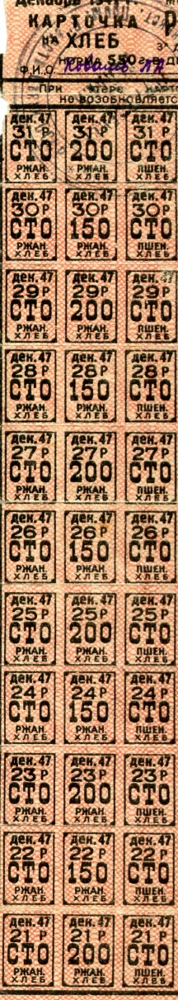 Декабрь
КАРТОЧКА
НА ХЛЕБ
норма 550 г.
Ф.И.О.
При утере
не возобновляется
дек. 47 дек. 47 дек. 47
31 Р 31 Р 31 Р
СТО 200 СТО
РЖАН. РЖАН. ПШЕН.
ХЛЕБ ХЛЕБ ХЛЕБ
дек. 47 дек. 47 дек. 47
30 Р 30 Р 30 Р
СТО 150 СТО
РЖАН. РЖАН. ПШЕН.
ХЛЕБ ХЛЕБ ХЛЕБ
дек. 47 дек. 47 дек. 47
29 Р 29 Р 29 Р
СТО 200 СТО
РЖАН. РЖАН. ПШЕН.
ХЛЕБ ХЛЕБ ХЛЕБ
дек. 47 дек. 47 дек. 47
28 Р 28 Р 28 Р
СТО 150 СТО
РЖАН. РЖАН. ПШЕН.
ХЛЕБ ХЛЕБ ХЛЕБ
дек. 47 дек. 47 дек. 47
27 Р 27 Р 27 Р
СТО 200 СТО
РЖАН. РЖАН. ПШЕН.
ХЛЕБ ХЛЕБ ХЛЕБ
дек. 47 дек. 47 дек. 47
26 Р 26 Р 26 Р
СТО 150 СТО
РЖАН. РЖАН. ПШЕН.
ХЛЕБ ХЛЕБ ХЛЕБ
дек. 47 дек. 47 дек. 47
25 Р 25 Р 25 Р
СТО 200 СТО
РЖАН. РЖАН. ПШЕН.
ХЛЕБ ХЛЕБ ХЛЕБ
дек. 47 дек. 47 дек. 47
24 Р 24 Р 24 Р
СТО 150 СТО
РЖАН. РЖАН. ПШЕН.
ХЛЕБ ХЛЕБ ХЛЕБ
дек. 47 дек. 47 дек. 47
23 Р 23 Р 23 Р
СТО 200 СТО
РЖАН. РЖАН. ПШЕН.
ХЛЕБ ХЛЕБ ХЛЕБ
дек. 47 дек. 47 дек. 47
22 Р 22 Р 22 Р
СТО 150 СТО
РЖАН. РЖАН. ПШЕН.
ХЛЕБ ХЛЕБ ХЛЕБ
дек. 47 дек. 47 дек. 47
21 Р 21 Р 21 Р
СТО 200 СТО
РЖАН. РЖАН. ПШЕН.
ХЛЕБ ХЛЕБ ХЛЕБ